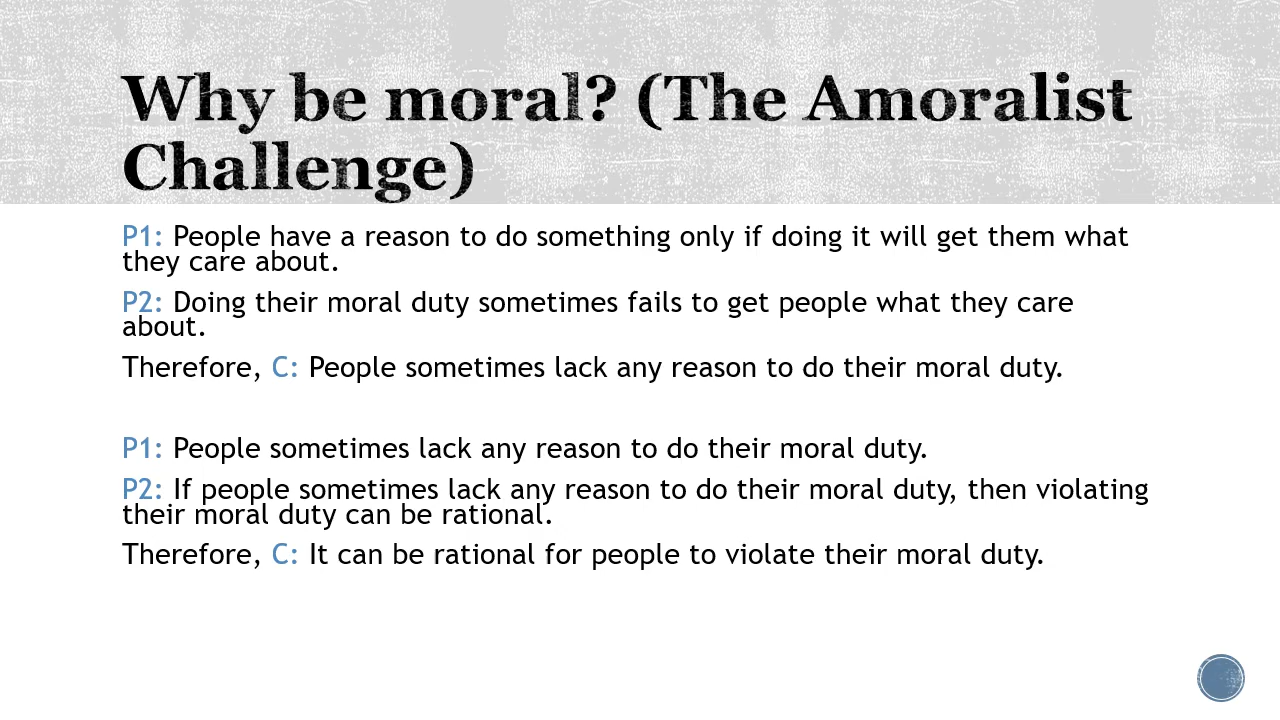 Why be moral? (The Amoralist
Challenge)
P1: People have a reason to do something only if doing it will get them what
they care about.
P2: Doing their moral duty sometimes fails to get people what they care
about.
Therefore, C: People sometimes lack any reason to do their moral duty.
P1: People sometimes lack any reason to do their moral duty.
P2: If people sometimes lack any reason to do their moral duty, then violating
their moral duty can be rational.
Therefore, C: It can be rational for people to violate their moral duty.